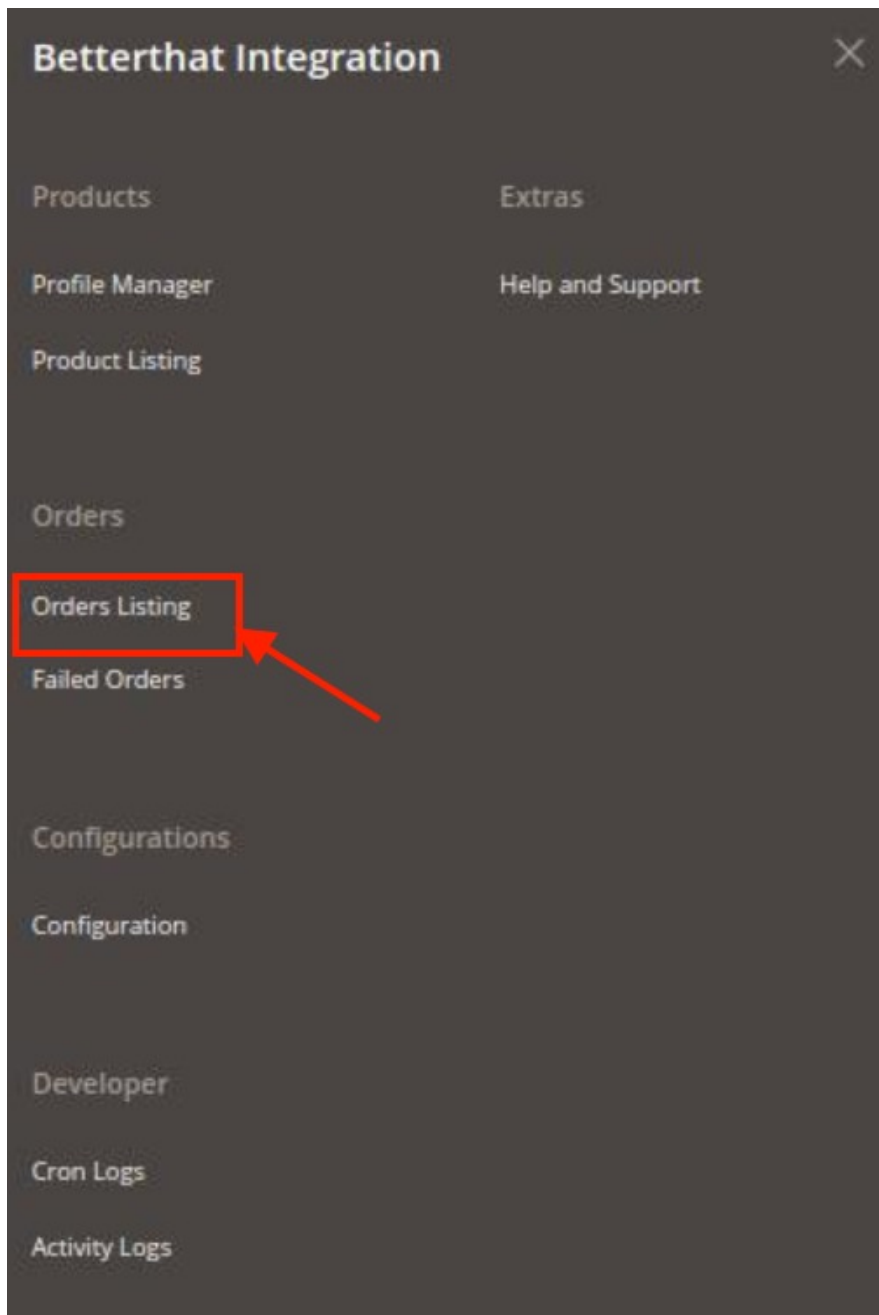 Betterthat Integration
Products
Profile Manager
Product Listing
Orders
Orders Listing
Failed Orders
Configurations
Configuration
Developer
Cron Logs
Activity Logs
Extras
Help and Support